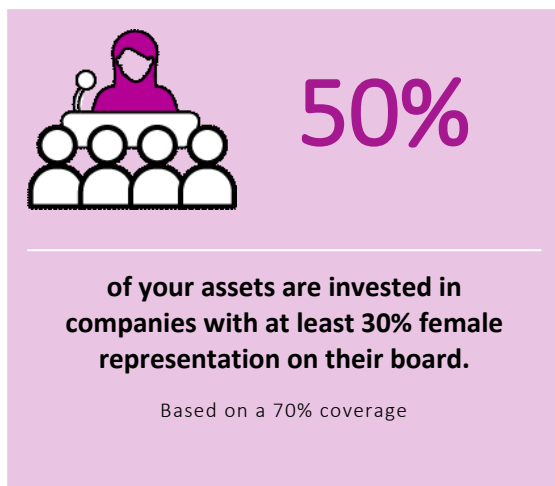 50%
of your assets are invested in
companies with at least 30% female
representation on their board.
Based on a 70% coverage